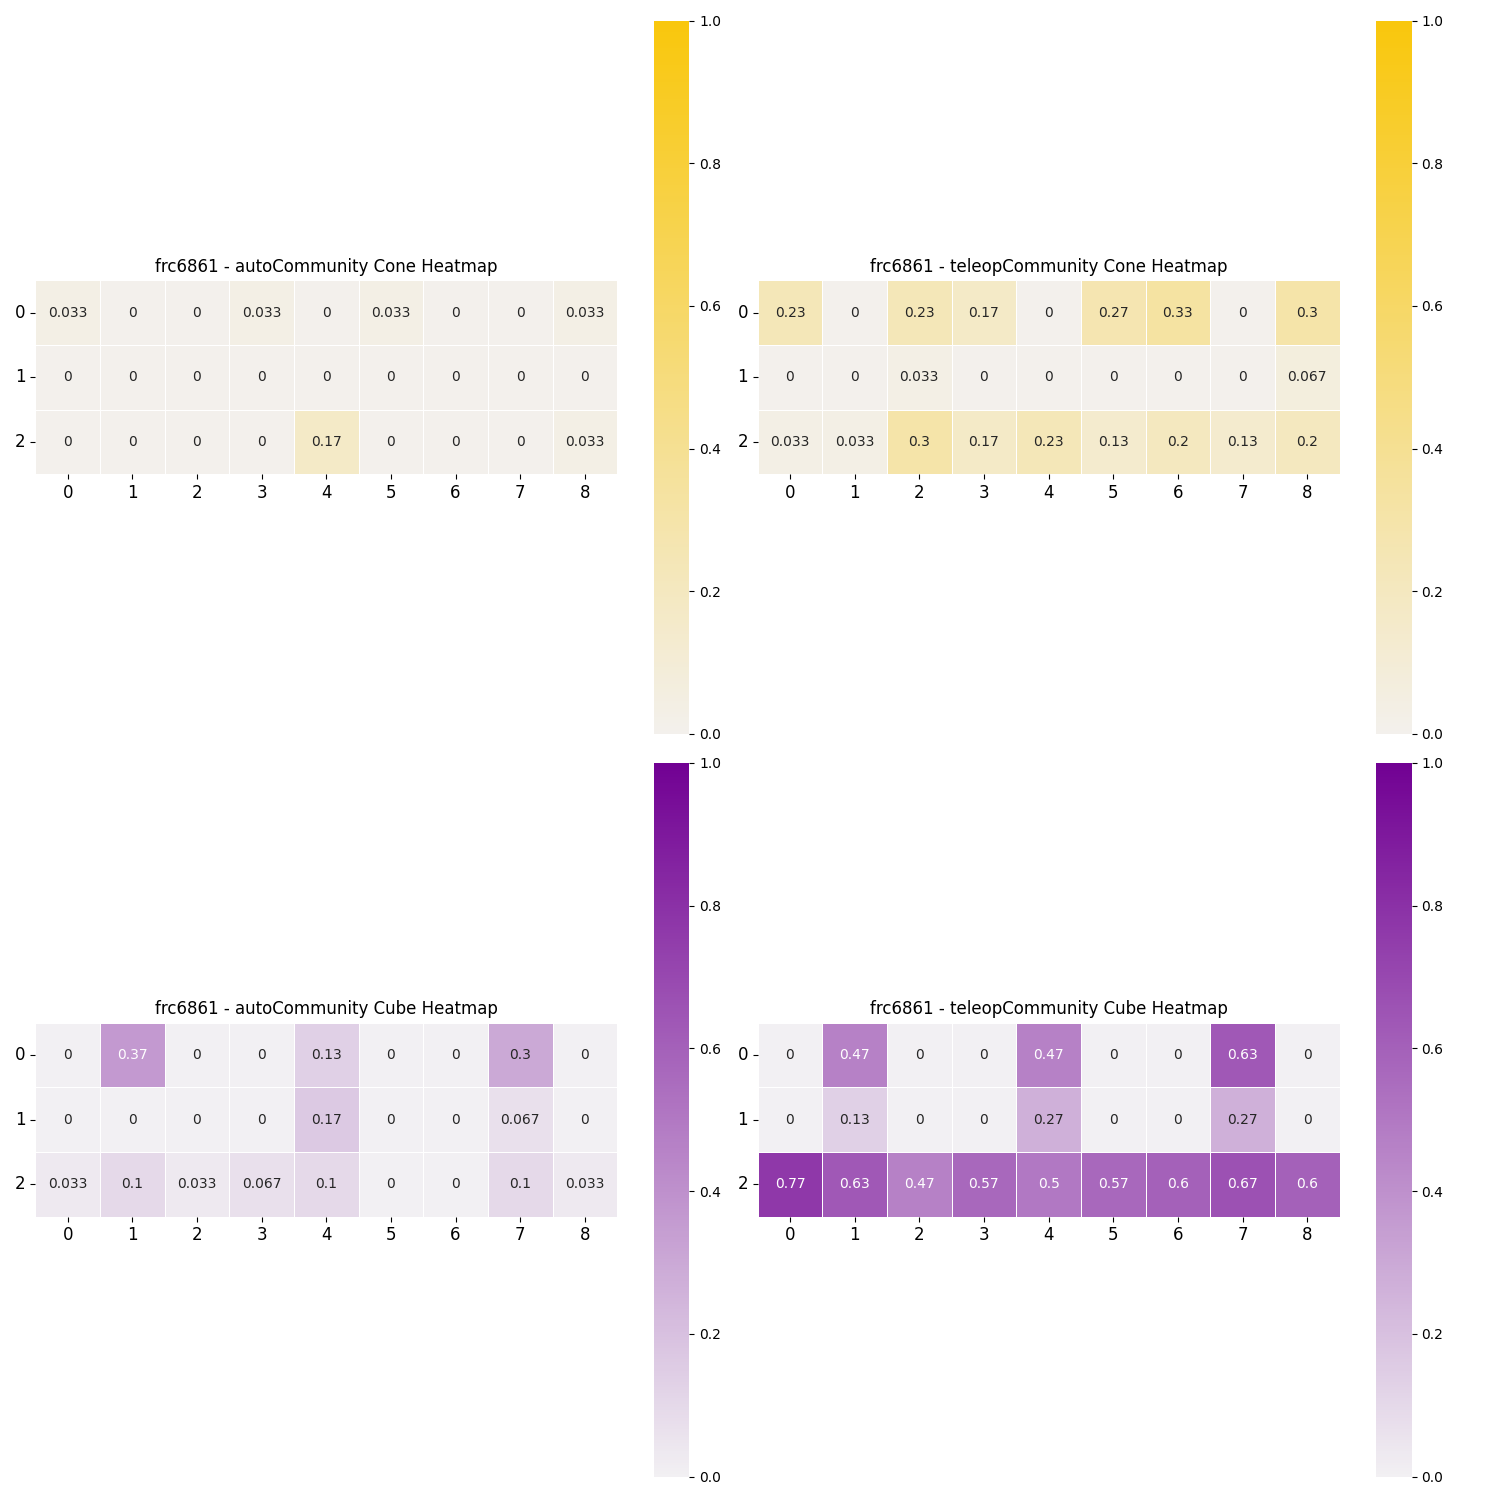 frc6861 - autoCommunity Cone Heatmap
0 0.033 0 0 0.033 0 0.033 0 0 0.033
1 0 0 0 0 0 0 0 0 0
2 0 0 0 0 0.17 0 0 0 0.033
0 1 2 3 4 5 6 7 8
1.0
0.8
0.6
0.4
0.2
0.0
frc6861 - teleopCommunity Cone Heatmap
0 0.23 0 0.23 0.17 0 0.27 0.33 0 0.3
1 0 0 0.033 0 0 0 0 0 0.067
2 0.033 0.033 0.3 0.17 0.23 0.13 0.2 0.13 0.2
0 1 2 3 4 5 6 7 8
1.0
0.8
0.6
0.4
0.2
0.0
frc6861 - autoCommunity Cube Heatmap
0 0 0.37 0 0 0.13 0 0 0.3 0
1 0 0 0 0 0.17 0 0 0.067 0
2 0.033 0.1 0.033 0.067 0.1 0 0 0.1 0.033
0 1 2 3 4 5 6 7 8
1.0
0.8
0.6
0.4
0.2
0.0
frc6861 - teleopCommunity Cube Heatmap
0 0 0.47 0 0 0.47 0 0 0.63 0
1 0 0.13 0 0 0.27 0 0 0.27 0
2 0.77 0.63 0.47 0.57 0.5 0.57 0.6 0.67 0.6
0 1 2 3 4 5 6 7 8
1.0
0.8
0.6
0.4
0.2
0.0